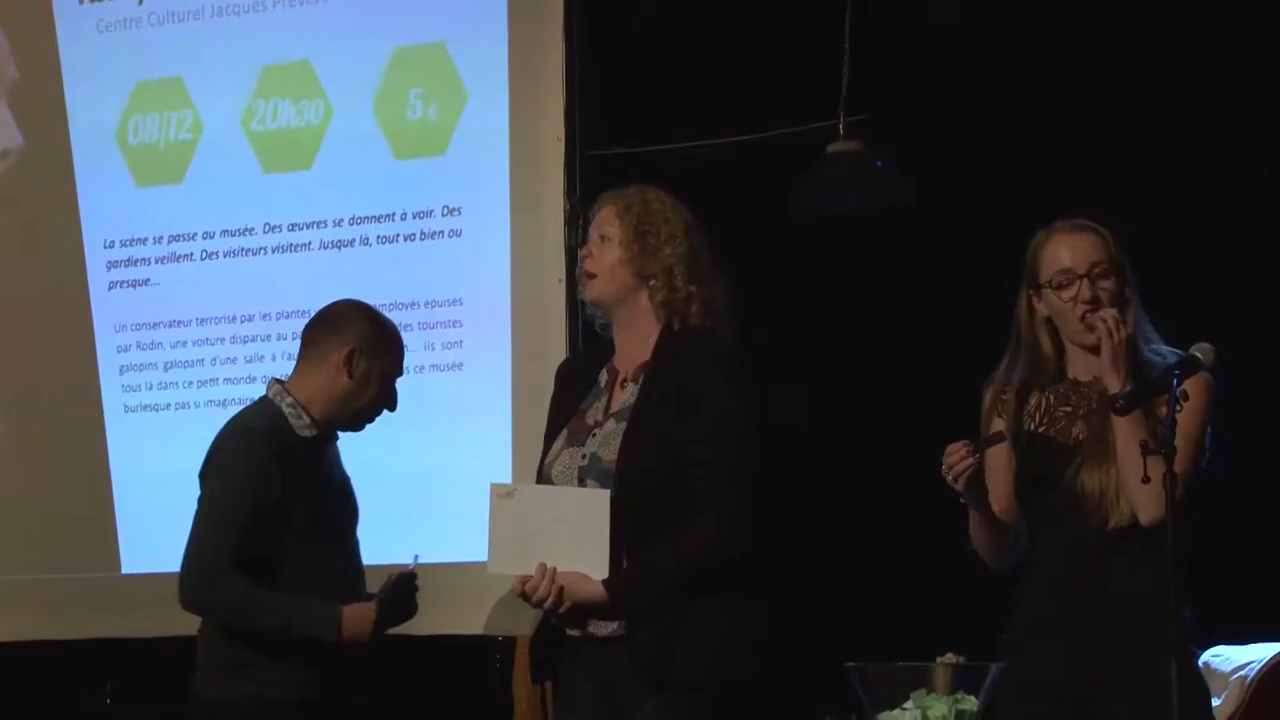 Centre Culturel Jacques Préver
08/12
20h30
5 €
La scène se passe au musée. Des œuvres se donnent à voir. Des
gardiens veillent. Des visiteurs visitent. Jusque là, tout va bien ou
presque...
Un conservateur terrorisé par les plantes employés épuisés
par Rodin, une voiture disparue au des touristes
galopins galopant d'une salle à Ils sont
tous là dans ce petit monde ce musée
burlesque pas si imaginaire